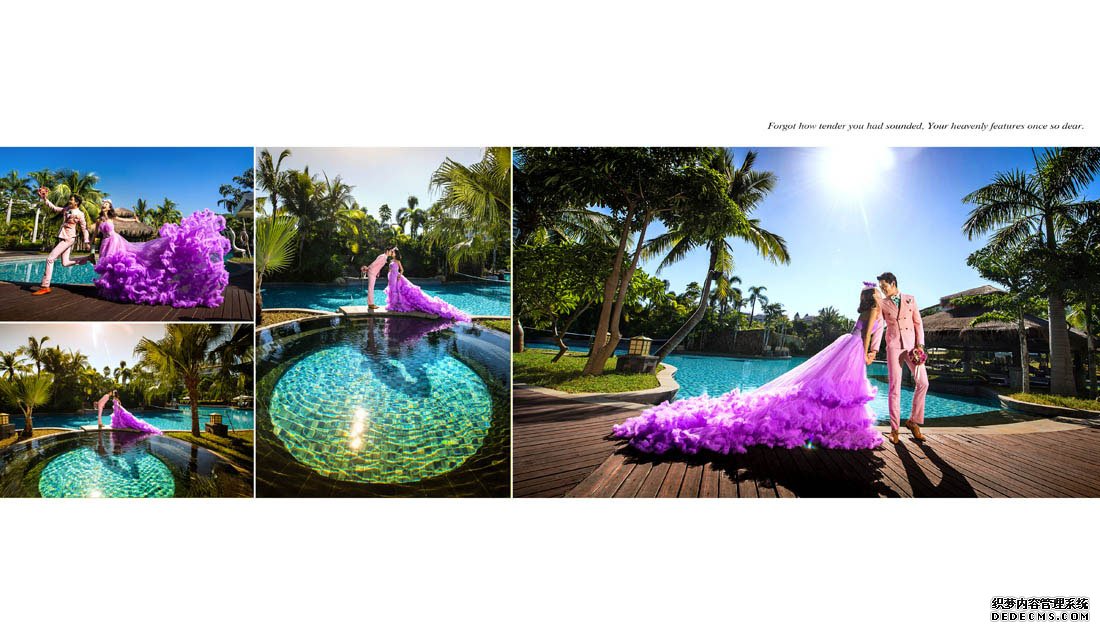 Forgot how tender you had sounded, Your heavenly features once so dear.
织梦内容管理系统
DEDECMS.COM